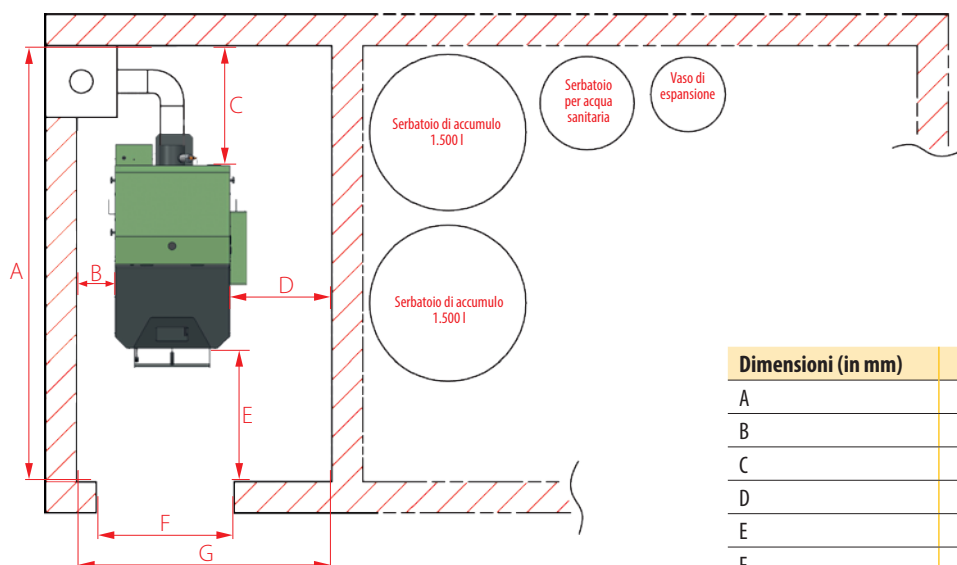 C
Serbatoio di accumulo
1.500 l
Serbatoio
per acqua
sanitaria
Vaso di
espansione
A
B
D
Serbatoio di accumulo
1.500 l
E
F
G
Dimensioni (in mm)
A
B
C
D
E
F